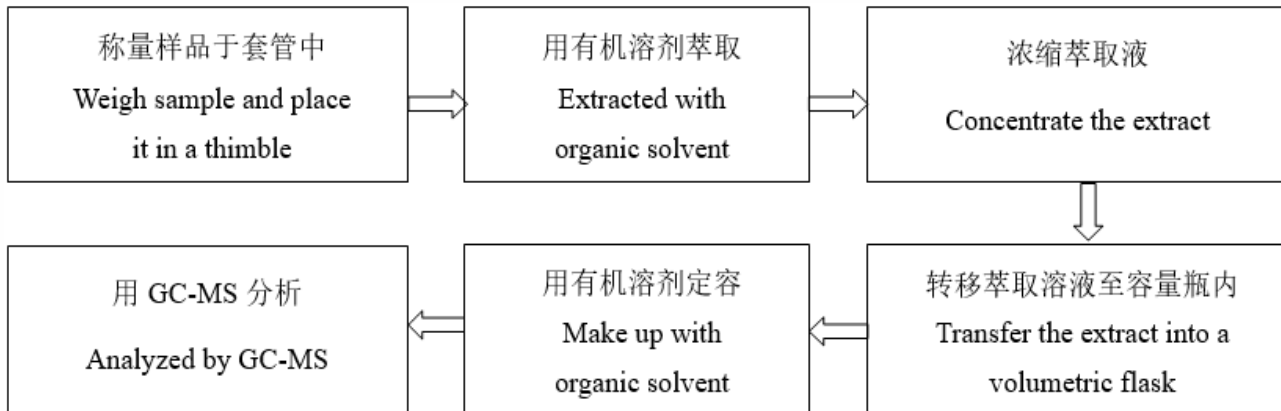 称量样品于套管中
Weigh sample and place
it in a thimble
用有机溶剂萃取
Extracted with
organic solvent
浓缩萃取液
Concentrate the extract
转移萃取溶液至容量瓶内
Transfer the extract into a
volumetric flask
用有机溶剂定容
Make up with
organic solvent
用 GC-MS 分析
Analyzed by GC-MS